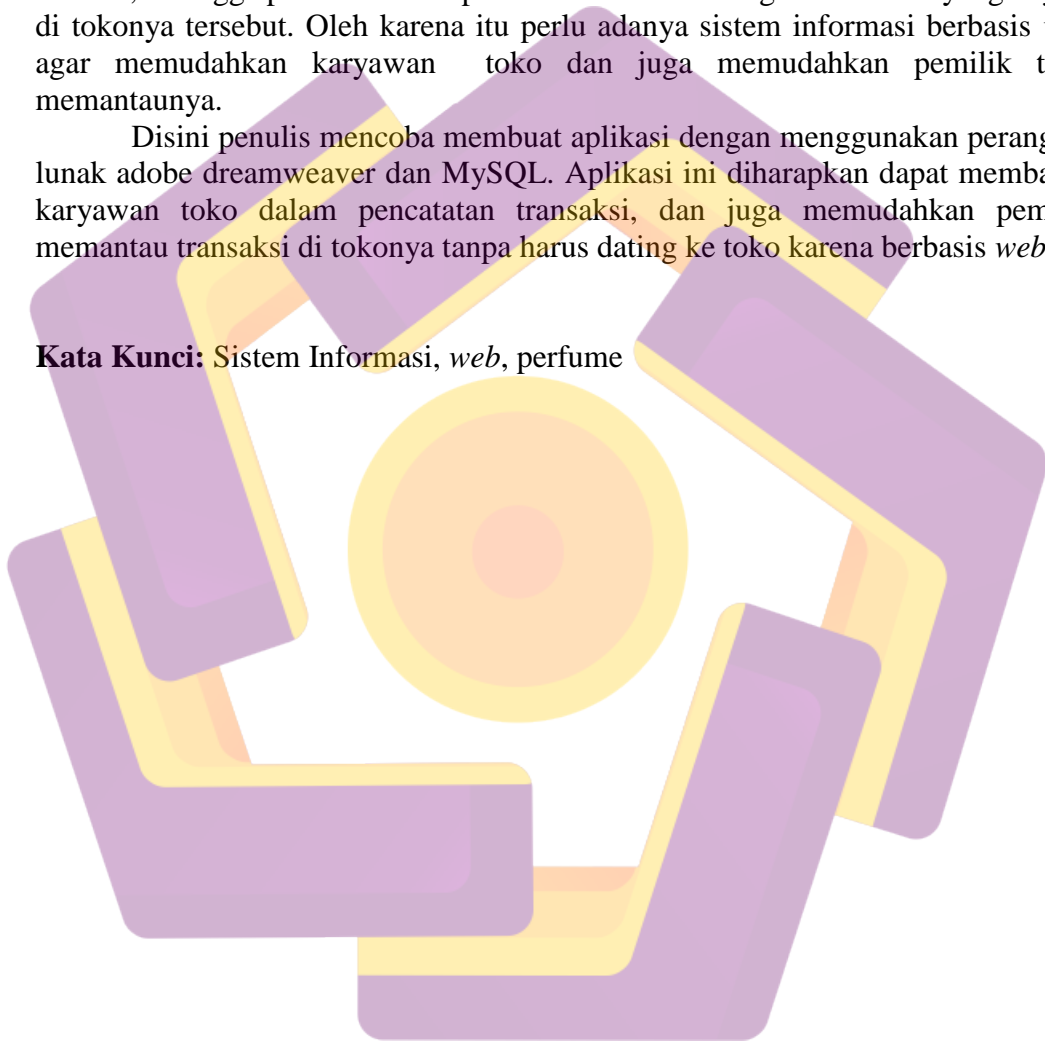 di tokonya tersebut. Oleh karena itu perlu adanya sistem informasi berbasis
agar memudahkan karyawan toko dan juga memudahkan pemilik
memantaunya.
Disini penulis mencoba membuat aplikasi dengan menggunakan
lunak adobe dreamweaver dan MySQL. Aplikasi ini diharapkan dapat
karyawan toko dalam pencatatan transaksi, dan juga memudahkan
memantau transaksi di tokonya tanpa harus dating ke toko karena berbasis web
Kata Kunci: Sistem Informasi, web, perfume